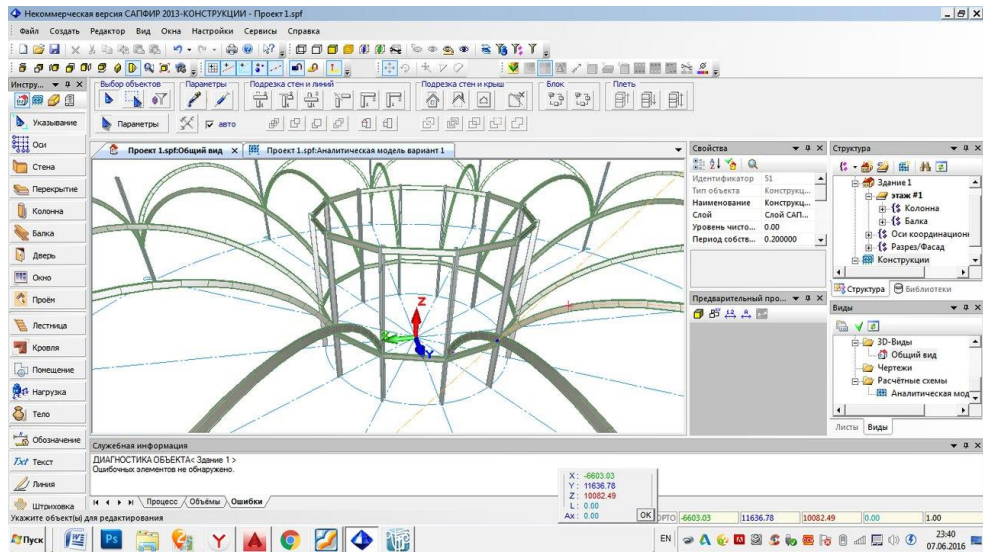 Некоммерческая версия САПФИР 2013-КОНСТРУКЦИИ - Проект 1.spf
Файл Создать Редактор Вид Окна Настройки Сервисы Справка
Инстру...
Выбор объектов Параметры Подрезка стен и линий Подрезка стен и крыш Блок Плеть
Указывание
Параметры авто
Оси
Стена
Перекрытие
Колонна
Балка
Дверь
Окно
Проём
Лестница
Кровля
Помещение
Нагрузка
Тело
Обозначение
Txt Текст
Линия
Штриховка
Проект 1.spf:Общий вид x Проект 1.spf:Аналитическая модель вариант 1
Z
X
Y
Свойства
Идентификатор 51
Тип объекта Конструкц...
Наименование Конструкц...
Слой Слой САП...
Уровень чисто... 0.00
Период собств... 0.200000
Предварительный про...
Структура
Здание 1
этаж #1
Колонна
Балка
Оси координацион
Разрез/Фасад
Конструкции
Структура Библиотеки
Виды
3D-Виды
Общий вид
Чертежи
Расчётные схемы
Аналитическая мод
Листы Виды
Служебная информация
ДИАГНОСТИКА ОБЪЕКТА< Здание 1 >
Ошибочных элементов не обнаружено.
Процесс Объёмы Ошибки
X: -6603.03
Y: 11636.78
Z: 10082.49
L: 0.00
Ax: 0.00 OK
Укажите объект(ы) для редактирования
ОРТО -6603.03 11636.78 10082.49 0.00 1.00
Пуск
Ps
EN
23:40
07.06.2016